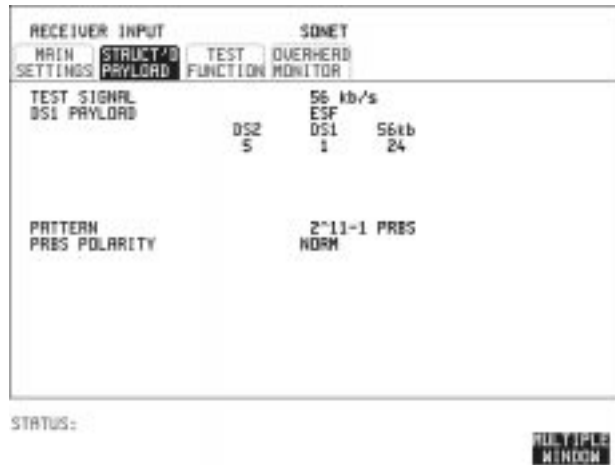 RECEIVER INPUT SONET
MAIN SETTINGS STRUCT'D PAYLOAD TEST FUNCTION OVERHEAD MONITOR
TEST SIGNAL 56 kb/s
DS1 PAYLOAD ESF
DS2 DS1 56kb
5 1 24
PATTERN 2^11-1 PRBS
PRBS POLARITY NORM
STATUS:
MULTIPLE
WINDOW